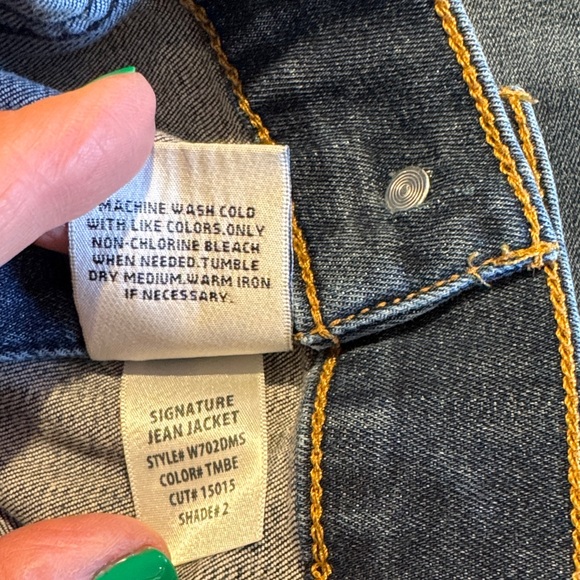 MACHINE WASH COLD
WITH LIKE COLORS.ONLY
NON-CHLORINE BLEACH
WHEN NEEDED.TUMBLE
DRY MEDIUM.WARM IRON
IF NECESSARY.
SIGNATURE
JEAN JACKET
STYLE# W702DMS
COLOR# TMBE
CUT# 15015
SHADE# 2